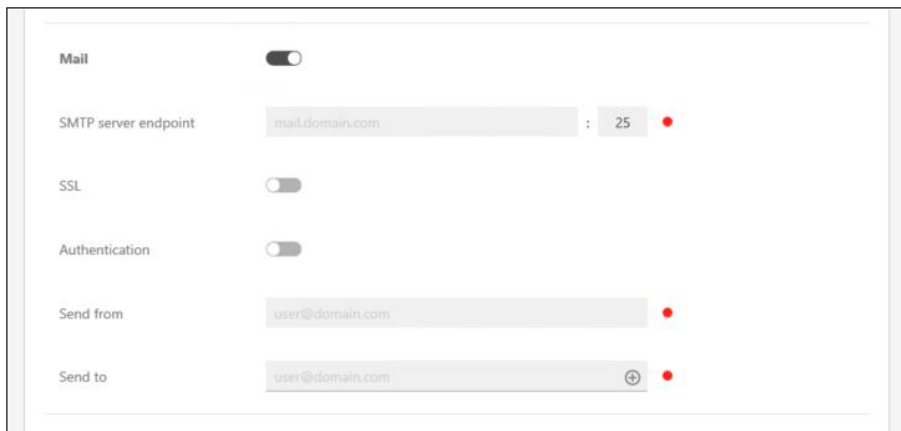 Mail
SMTP server endpoint mail.domain.com : 25
SSL
Authentication
Send from user@domain.com
Send to user@domain.com